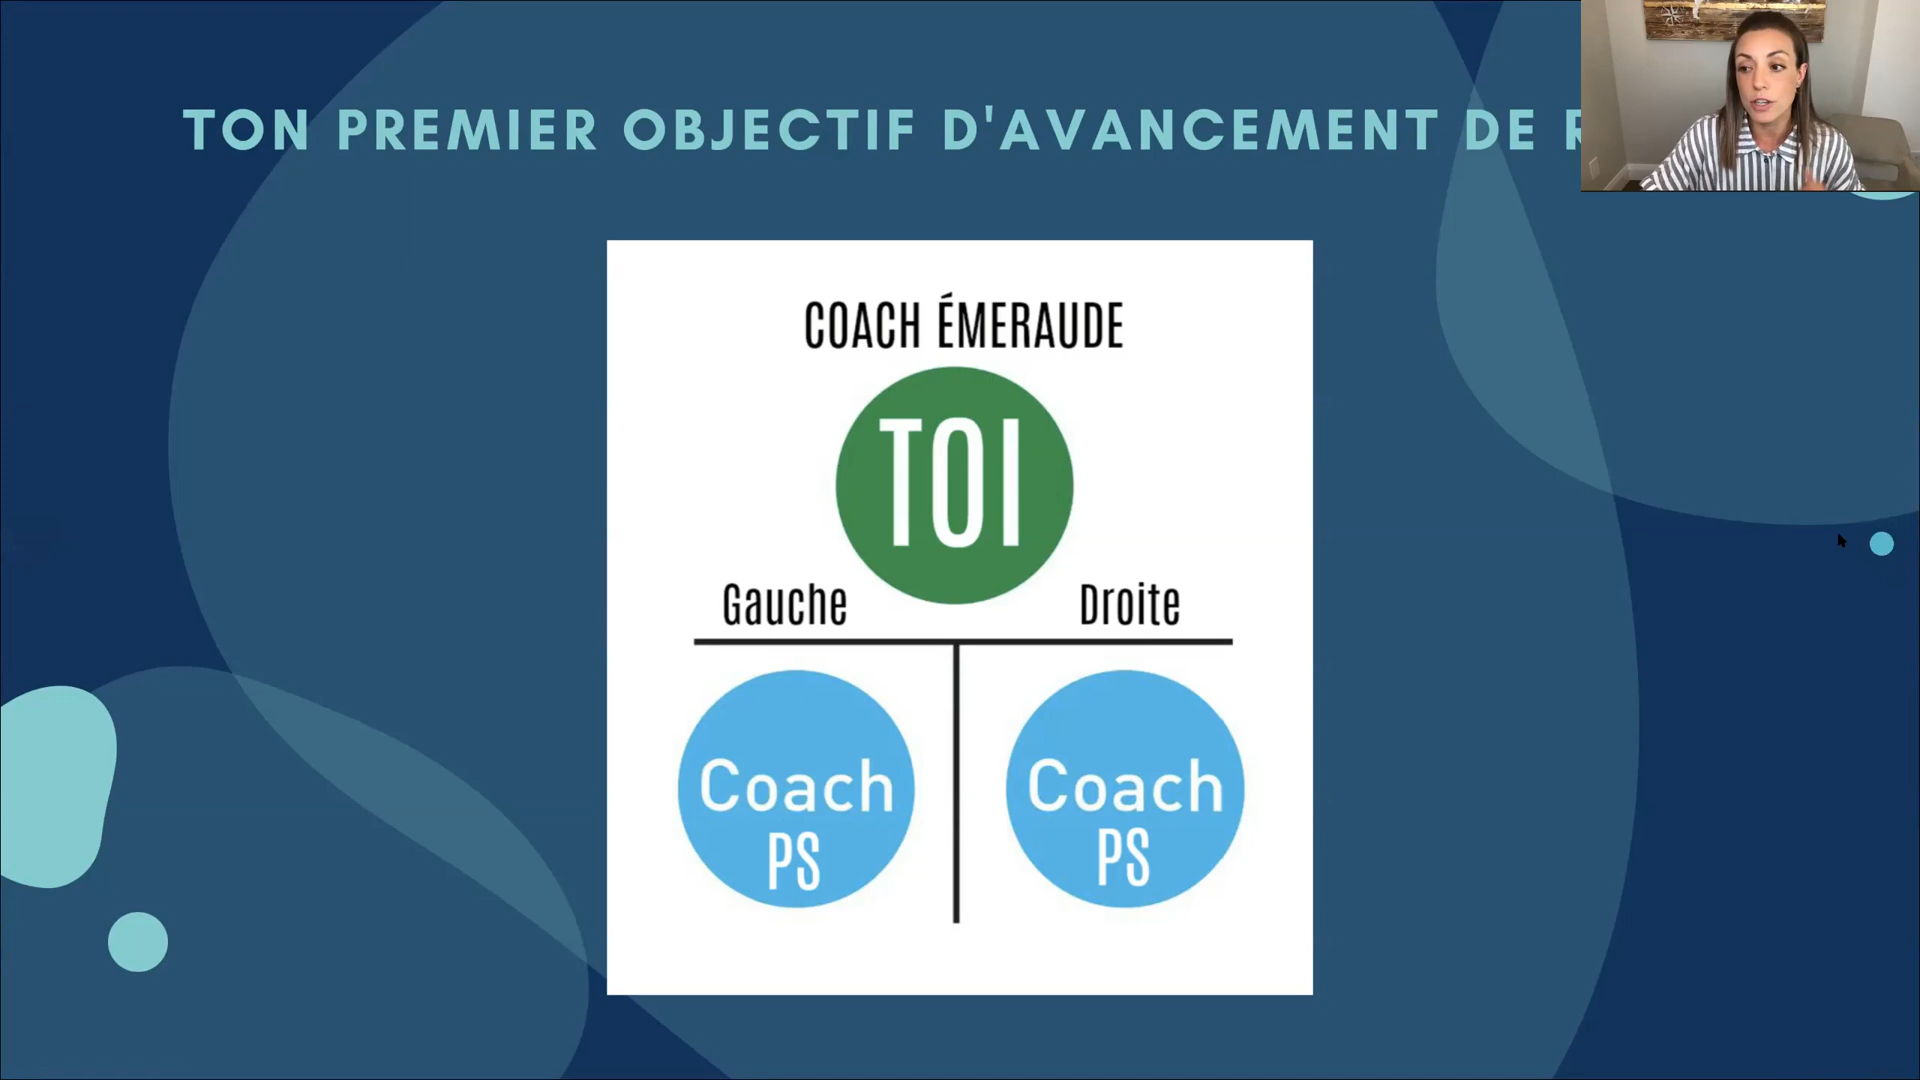 TON PREMIER OBJECTIF D'AVANCEMENT DE
COACH ÉMERAUDE
TOI
Gauche
Droite
Coach
PS
Coach
PS